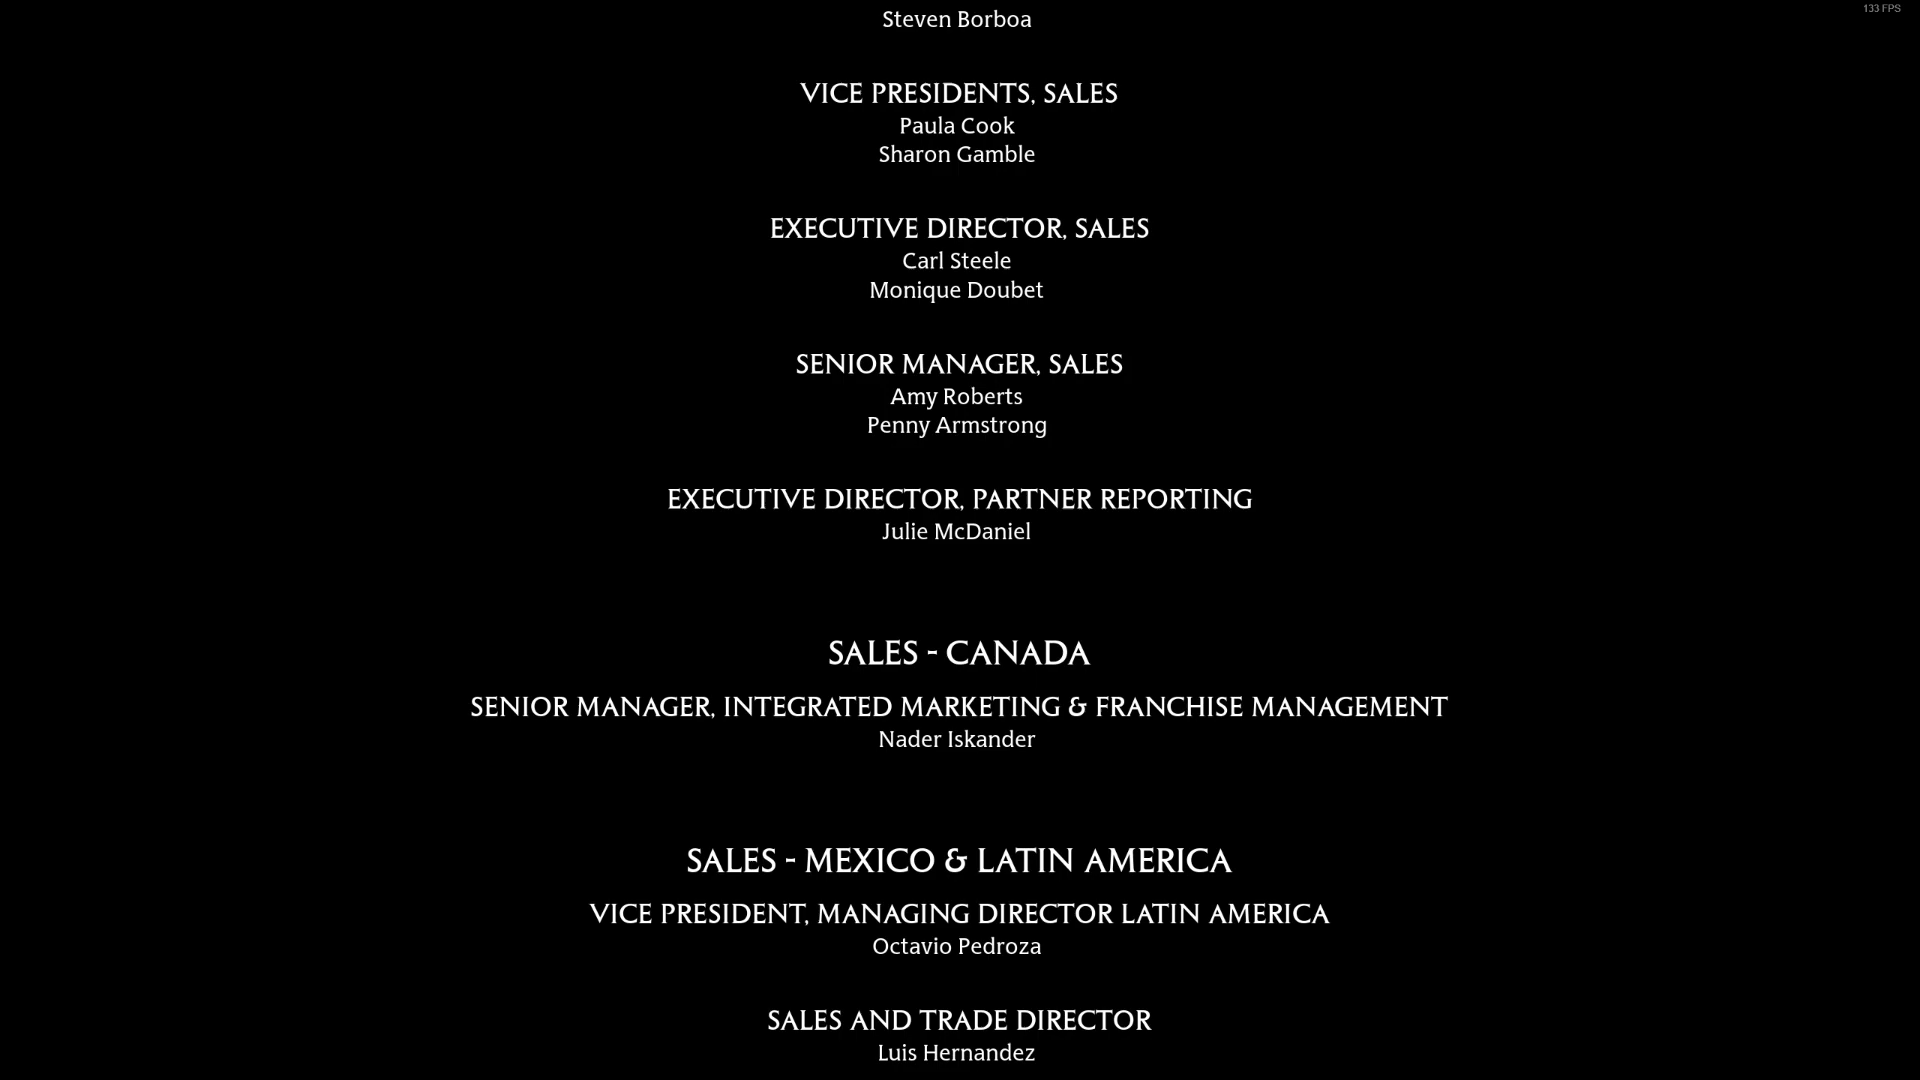 133 FPS
Steven Borboa
VICE PRESIDENTS, SALES
Paula Cook
Sharon Gamble
EXECUTIVE DIRECTOR, SALES
Carl Steele
Monique Doubet
SENIOR MANAGER, SALES
Amy Roberts
Penny Armstrong
EXECUTIVE DIRECTOR, PARTNER REPORTING
Julie McDaniel
SALES - CANADA
SENIOR MANAGER, INTEGRATED MARKETING & FRANCHISE MANAGEMENT
Nader Iskander
SALES - MEXICO & LATIN AMERICA
VICE PRESIDENT, MANAGING DIRECTOR LATIN AMERICA
Octavio Pedroza
SALES AND TRADE DIRECTOR
Luis Hernandez